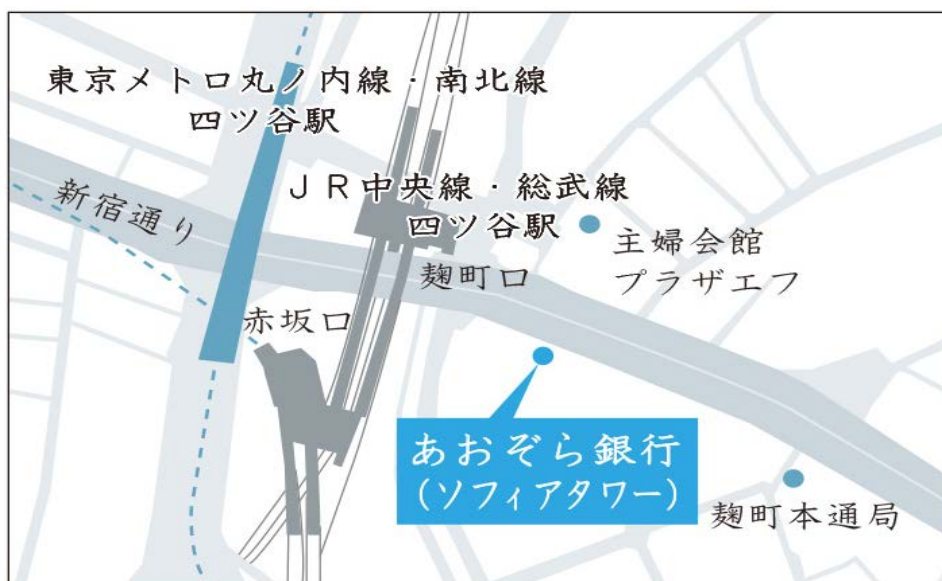 東京メトロ丸ノ内線・南北線
四ツ谷駅
JR中央線・総武線
四ツ谷駅
新宿通り
主婦会館
プラザエフ
麹町口
赤坂口
あおぞら銀行
(ソフィアタワー)
麹町本通局